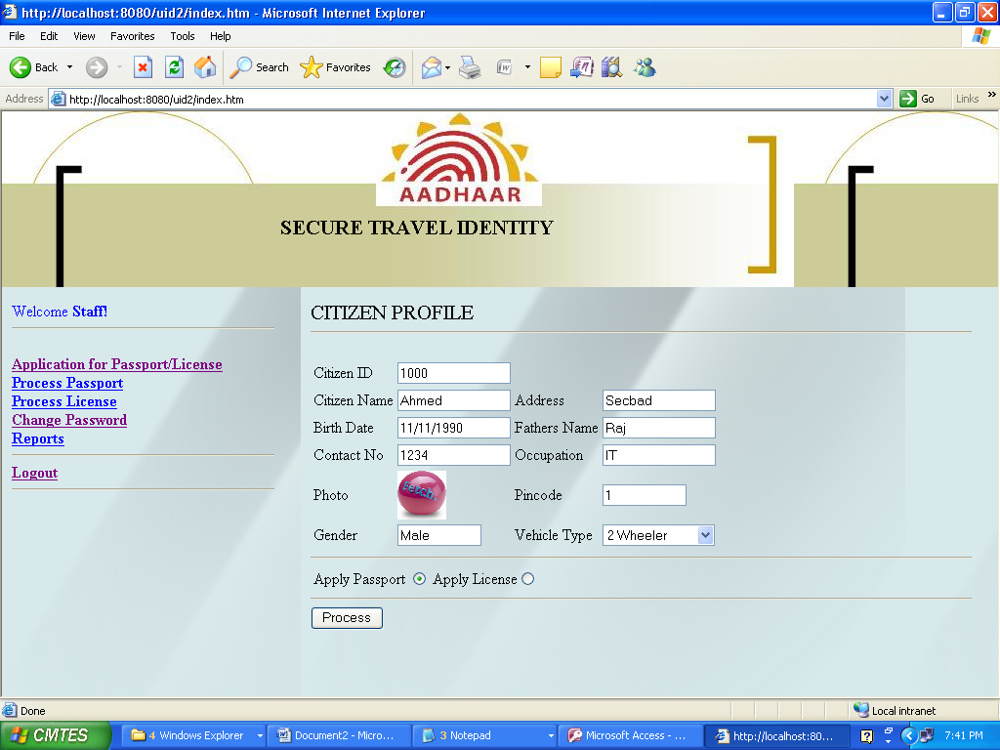 http://localhost:8080/uid2/index.htm - Microsoft Internet Explorer
File Edit View Favorites Tools Help
Back Search Favorites
Address http://localhost:8080/uid2/index.htm Go Links »
AADHAAR
SECURE TRAVEL IDENTITY
Welcome Staff!
Application for Passport/License
Process Passport
Process License
Change Password
Reports
Logout
CITIZEN PROFILE
Citizen ID 1000
Citizen Name Ahmed Address Secbad
Birth Date 11/11/1990 Fathers Name Raj
Contact No 1234 Occupation IT
Photo Fetch. Pincode 1
Gender Male Vehicle Type 2 Wheeler
Apply Passport Apply License
Process
Done Local intranet
CMTES 4 Windows Explorer Document2 - Micro... 3 Notepad Microsoft Access - ... http://localhost:80... 7:41 PM